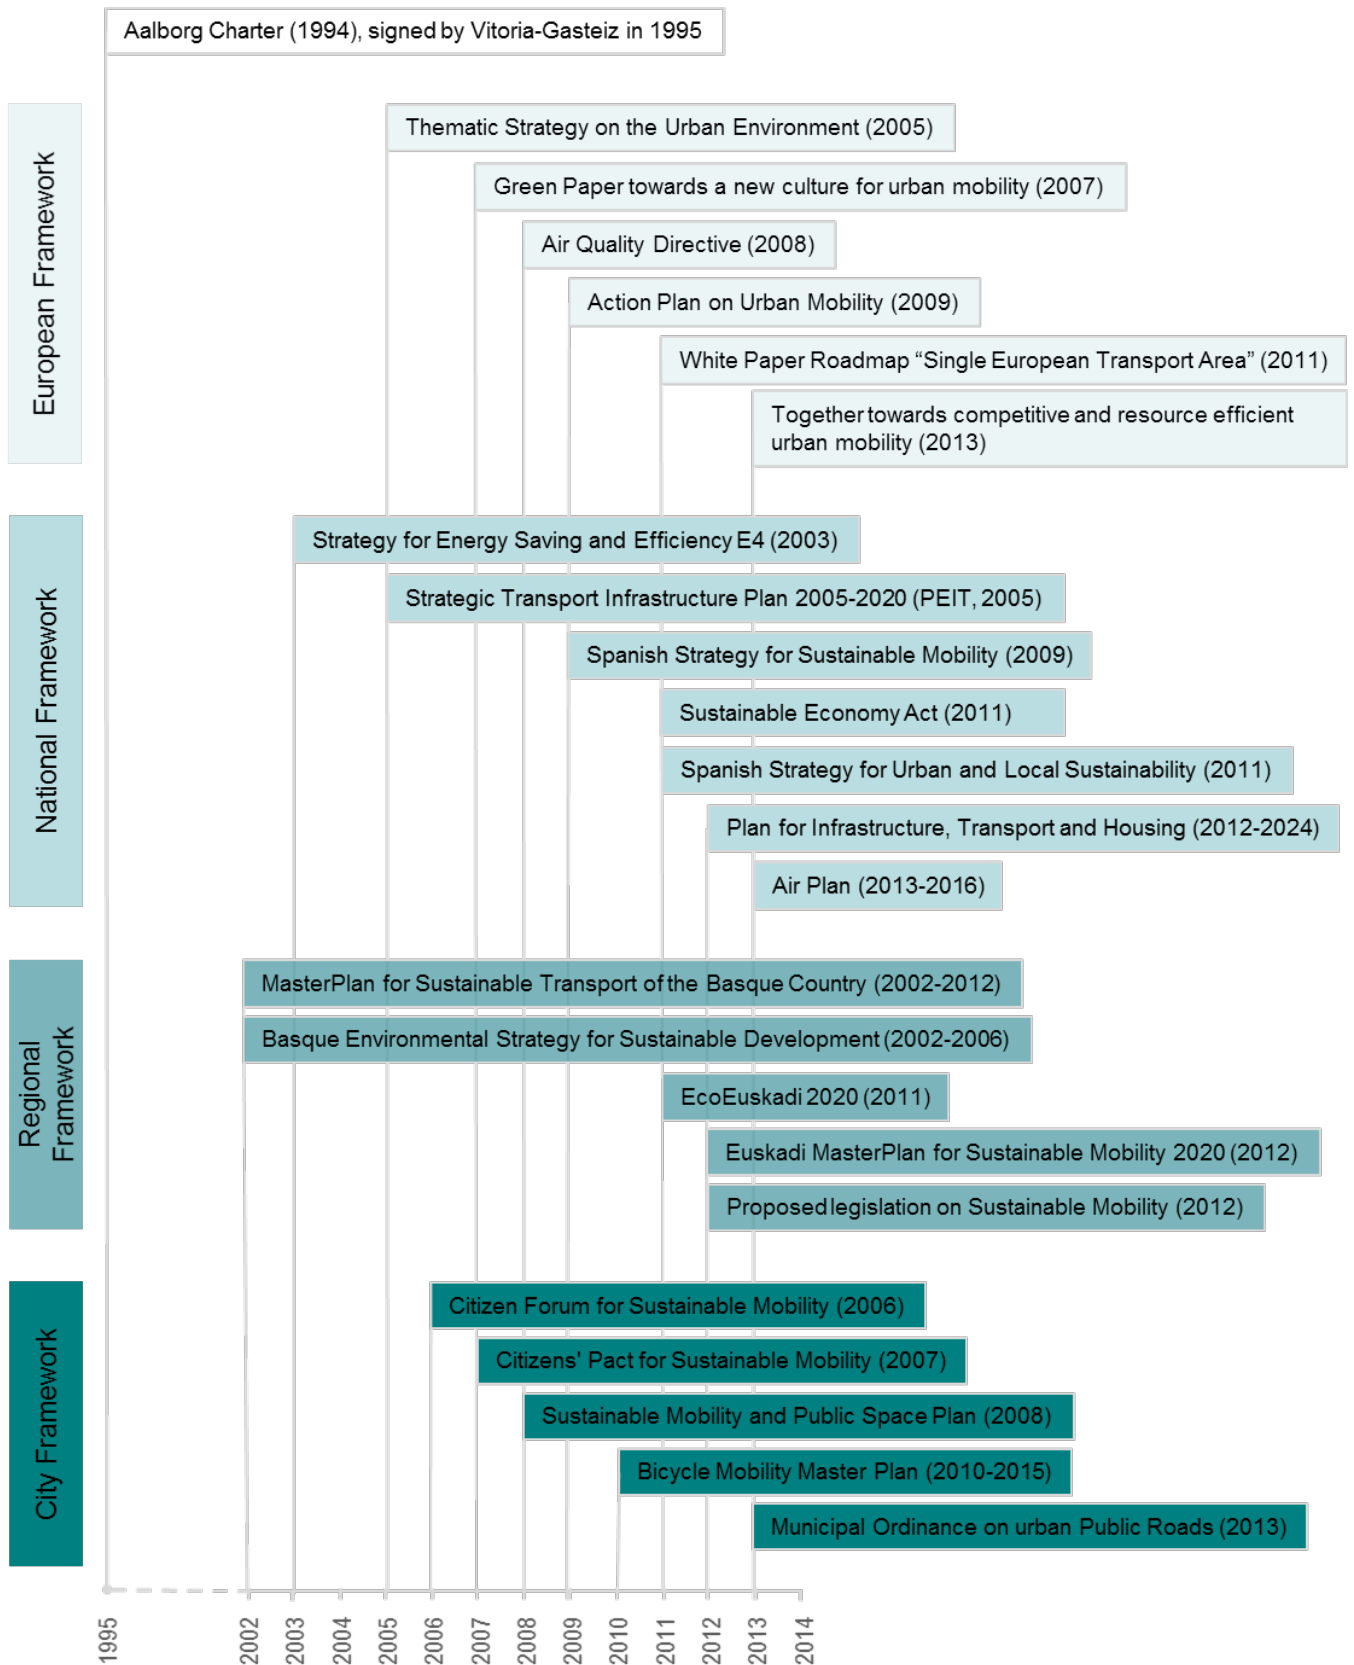 Aalborg Charter (1994), signed by Vitoria-Gasteiz in 1995
European Framework
Thematic Strategy on the Urban Environment (2005)
Green Paper towards a new culture for urban mobility (2007)
Air Quality Directive (2008)
Action Plan on Urban Mobility (2009)
White Paper Roadmap “Single European Transport Area” (2011)
Together towards competitive and resource efficient
urban mobility (2013)
National Framework
Strategy for Energy Saving and Efficiency E4 (2003)
Strategic Transport Infrastructure Plan 2005-2020 (PEIT, 2005)
Spanish Strategy for Sustainable Mobility (2009)
Sustainable Economy Act (2011)
Spanish Strategy for Urban and Local Sustainability (2011)
Plan for Infrastructure, Transport and Housing (2012-2024)
Air Plan (2013-2016)
Regional
Framework
MasterPlan for Sustainable Transport of the Basque Country (2002-2012)
Basque Environmental Strategy for Sustainable Development (2002-2006)
EcoEuskadi 2020 (2011)
Euskadi MasterPlan for Sustainable Mobility 2020 (2012)
Proposed legislation on Sustainable Mobility (2012)
City Framework
Citizen Forum for Sustainable Mobility (2006)
Citizens' Pact for Sustainable Mobility (2007)
Sustainable Mobility and Public Space Plan (2008)
Bicycle Mobility Master Plan (2010-2015)
Municipal Ordinance on urban Public Roads (2013)
1995
2002
2003
2004
2005
2006
2007
2008
2009
2010
2011
2012
2013
2014